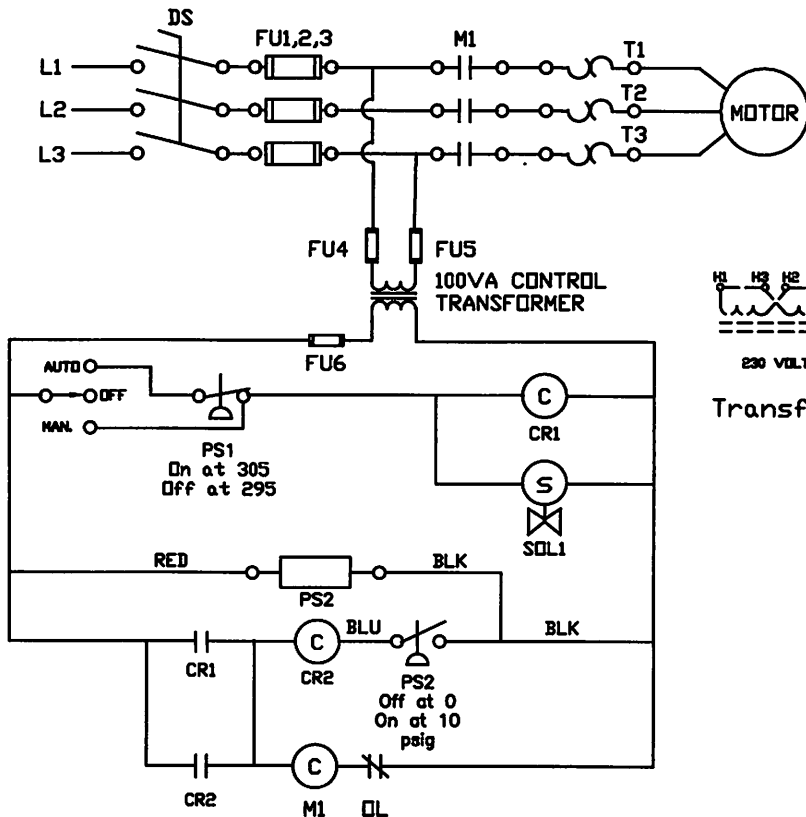 DS
FU1,2,3
M1
L1
L2
L3
T1
T2
T3
MOTOR
FU4
FU5
100VA CONTROL
TRANSFORMER
H1
H3
H2
230 VOLT
Transf
FU6
AUTO
OFF
MAN.
PS1
On at 305
Off at 295
C
CR1
S
SOL1
RED
BLK
PS2
CR1
C
CR2
BLU
PS2
Off at 0
On at 10
psig
BLK
CR2
C
M1
OL